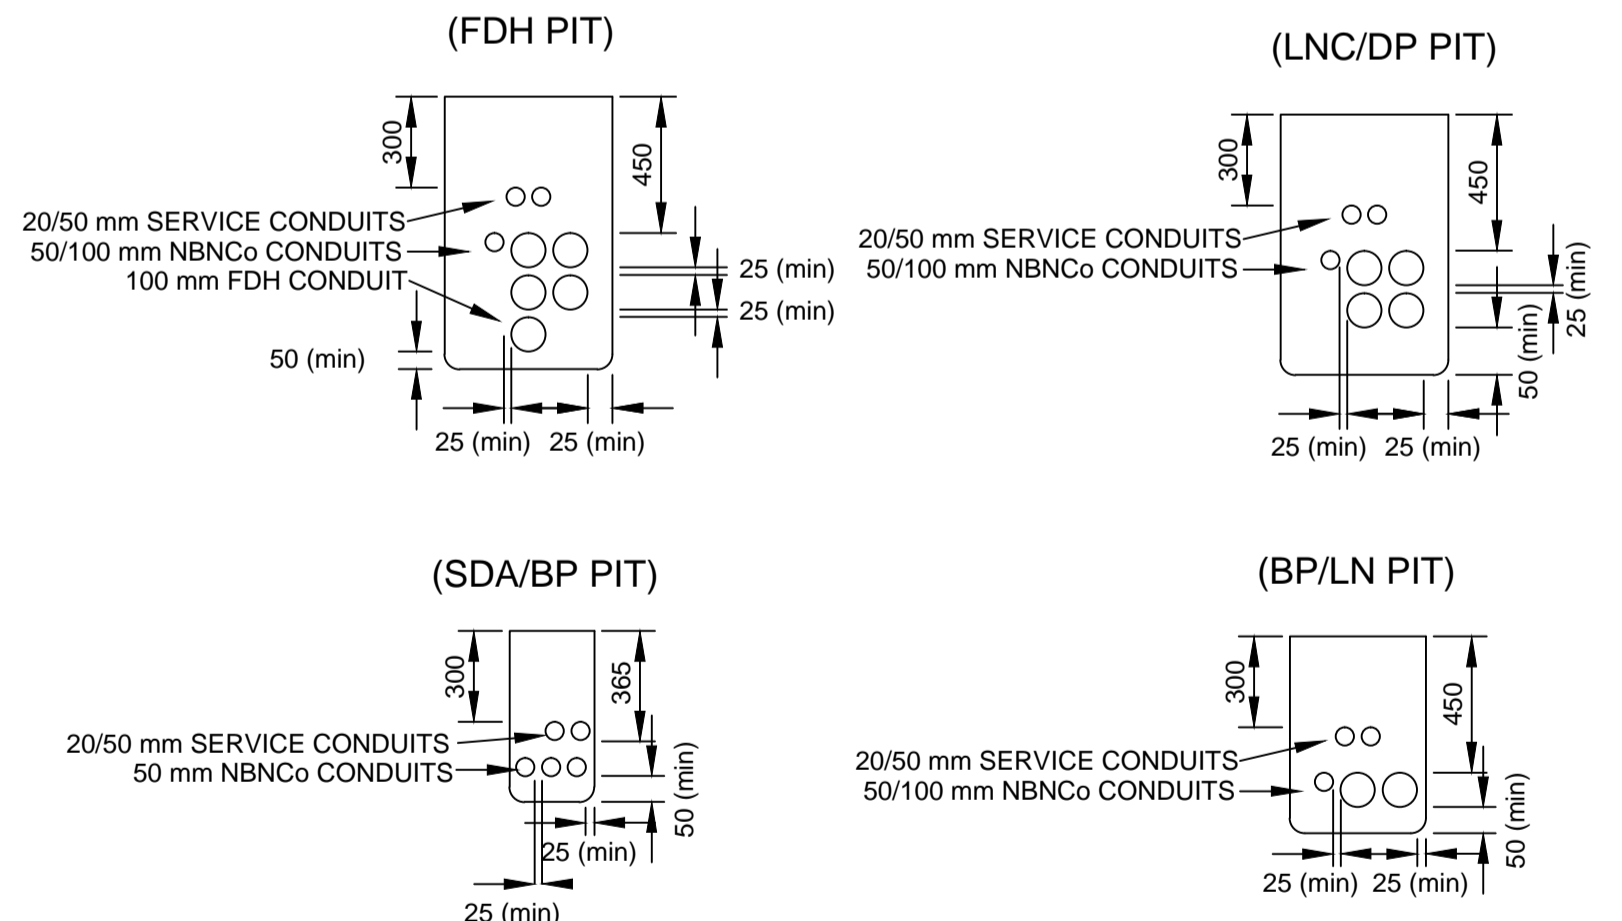 (FDH PIT)
300
450
20/50 mm SERVICE CONDUITS
50/100 mm NBNCo CONDUITS
100 mm FDH CONDUIT
25 (min)
25 (min)
50 (min)
25 (min) 25 (min)
(LNC/DP PIT)
300
450
20/50 mm SERVICE CONDUITS
50/100 mm NBNCo CONDUITS
25 (min)
50 (min)
25 (min) 25 (min)
(SDA/BP PIT)
300
365
20/50 mm SERVICE CONDUITS
50 mm NBNCo CONDUITS
50 (min)
25 (min)
25 (min)
(BP/LN PIT)
300
450
20/50 mm SERVICE CONDUITS
50/100 mm NBNCo CONDUITS
50 (min)
25 (min) 25 (min)